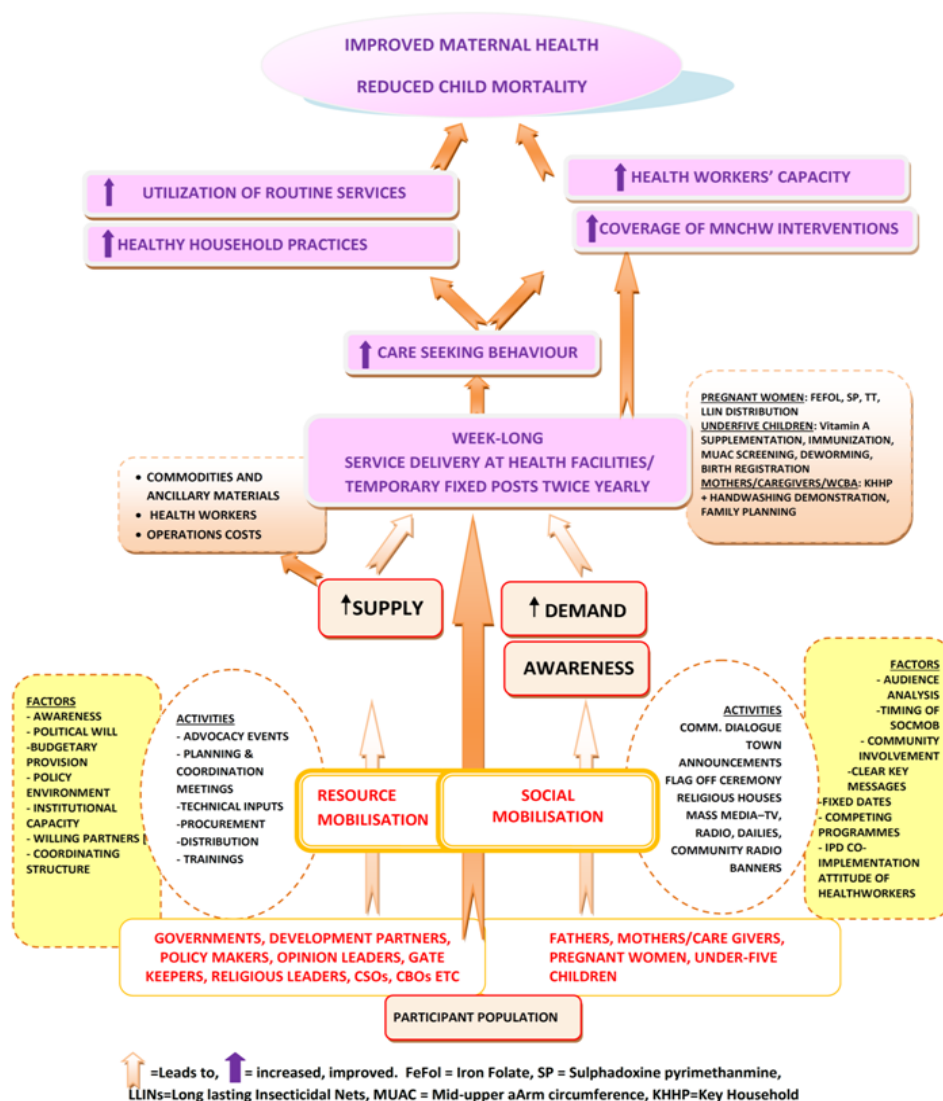 IMPROVED MATERNAL HEALTH
REDUCED CHILD MORTALITY
UTILIZATION OF ROUTINE SERVICES
HEALTHY HOUSEHOLD PRACTICES
HEALTH WORKERS' CAPACITY
COVERAGE OF MNCHW INTERVENTIONS
CARE SEEKING BEHAVIOUR
WEEK-LONG
SERVICE DELIVERY AT HEALTH FACILITIES/
TEMPORARY FIXED POSTS TWICE YEARLY
PREGNANT WOMEN: FEFOL, SP, TT,
LLIN DISTRIBUTION
UNDERFIVE CHILDREN: Vitamin A
SUPPLEMENTATION, IMMUNIZATION,
MUAC SCREENING, DEWORMING,
BIRTH REGISTRATION
MOTHERS/CAREGIVERS/WCBA: KHHP
+ HANDWASHING DEMONSTRATION,
FAMILY PLANNING
• COMMODITIES AND
ANCILLARY MATERIALS
• HEALTH WORKERS
• OPERATIONS COSTS
↑SUPPLY
↑DEMAND
AWARENESS
FACTORS
- AWARENESS
- POLITICAL WILL
-BUDGETARY
PROVISION
- POLICY
ENVIRONMENT
- INSTITUTIONAL
CAPACITY
- WILLING PARTNERS [
- COORDINATING
STRUCTURE
ACTIVITIES
- ADVOCACY EVENTS
- PLANNING &
COORDINATION
MEETINGS
-TECHNICAL INPUTS
-PROCUREMENT
-DISTRIBUTION
- TRAININGS
RESOURCE
MOBILISATION
SOCIAL
MOBILISATION
ACTIVITIES
COMM. DIALOGUE
TOWN
ANNOUNCEMENTS
FLAG OFF CEREMONY
RELIGIOUS HOUSES
MASS MEDIA–TV,
RADIO, DAILIES,
COMMUNITY RADIO
BANNERS
FACTORS
- AUDIENCE
ANALYSIS
-TIMING OF
SOCMOB
- COMMUNITY
INVOLVEMENT
-CLEAR KEY
MESSAGES
-FIXED DATES
- COMPETING
PROGRAMMES
- IPD CO-
IMPLEMENTATION
ATTITUDE OF
HEALTHWORKERS
GOVERNMENTS, DEVELOPMENT PARTNERS,
POLICY MAKERS, OPINION LEADERS, GATE
KEEPERS, RELIGIOUS LEADERS, CSOs, CBOs ETC
FATHERS, MOTHERS/CARE GIVERS,
PREGNANT WOMEN, UNDER-FIVE
CHILDREN
PARTICIPANT POPULATION
=Leads to, = increased, improved. FeFol = Iron Folate, SP = Sulphadoxine pyrimethanmine,
LLINs=Long lasting Insecticidal Nets, MUAC = Mid-upper aArm circumference, KHHP=Key Household